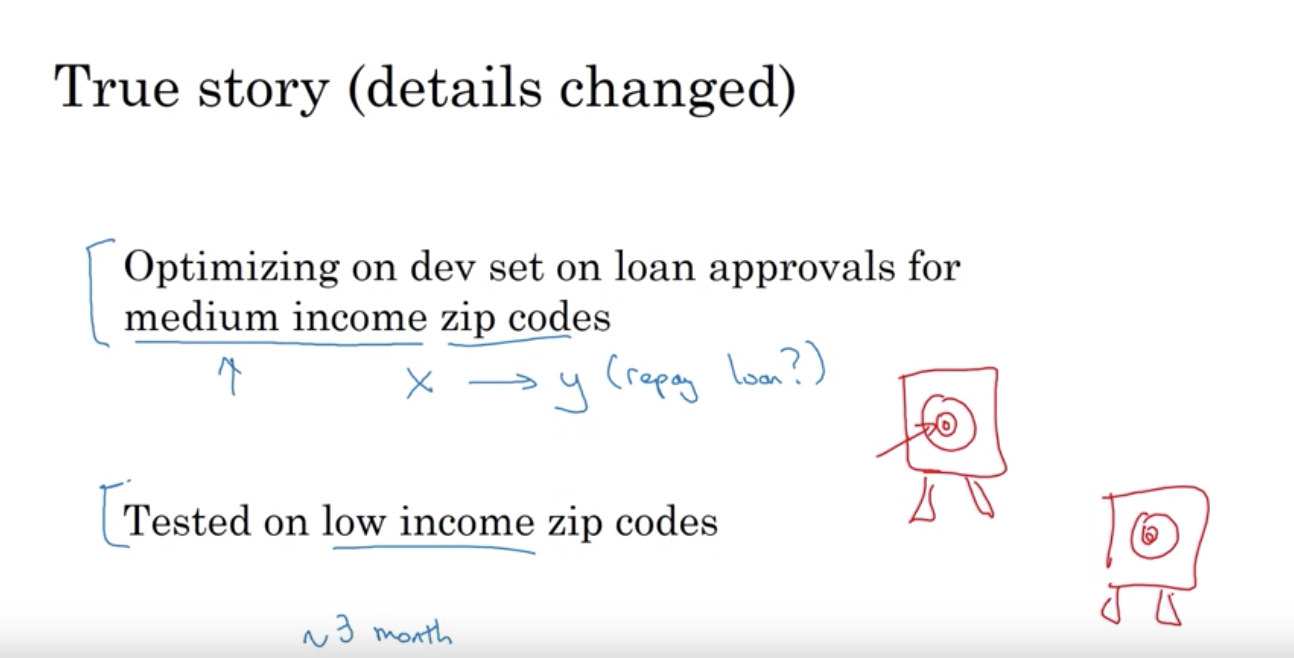 True story (details changed)
Optimizing on dev set on loan approvals for
medium income zip codes
x → y (repay loan?)
Tested on low income zip codes
~3 month